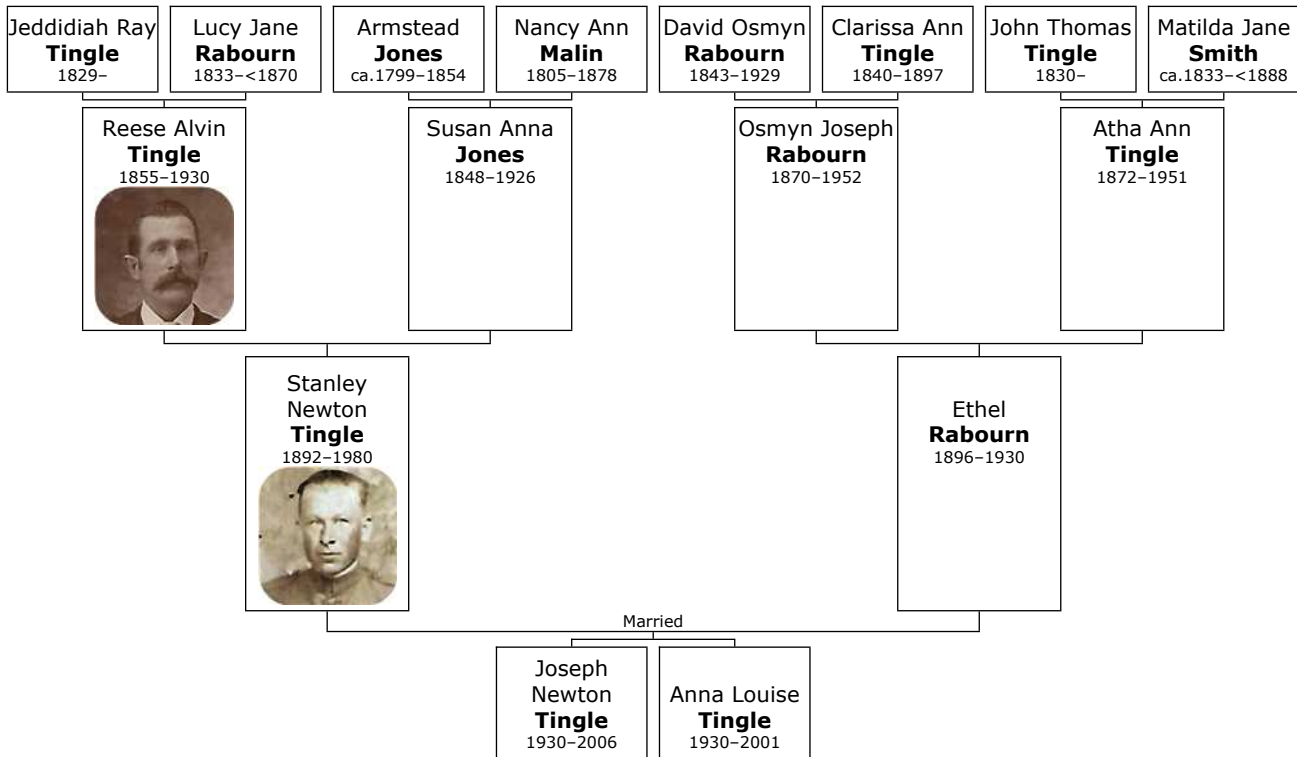 Jeddidiah Ray
Tingle
1829–
Lucy Jane
Rabourn
1833–<1870
Armstead
Jones
ca.1799–1854
Nancy Ann
Malin
1805–1878
David Osmyn
Rabourn
1843–1929
Clarissa Ann
Tingle
1840–1897
John Thomas
Tingle
1830–
Matilda Jane
Smith
ca.1833–<1888
Reese Alvin
Tingle
1855–1930
Susan Anna
Jones
1848–1926
Osmyn Joseph
Rabourn
1870–1952
Atha Ann
Tingle
1872–1951
Stanley
Newton
Tingle
1892–1980
Ethel
Rabourn
1896–1930
Married
Joseph
Newton
Tingle
1930–2006
Anna Louise
Tingle
1930–2001